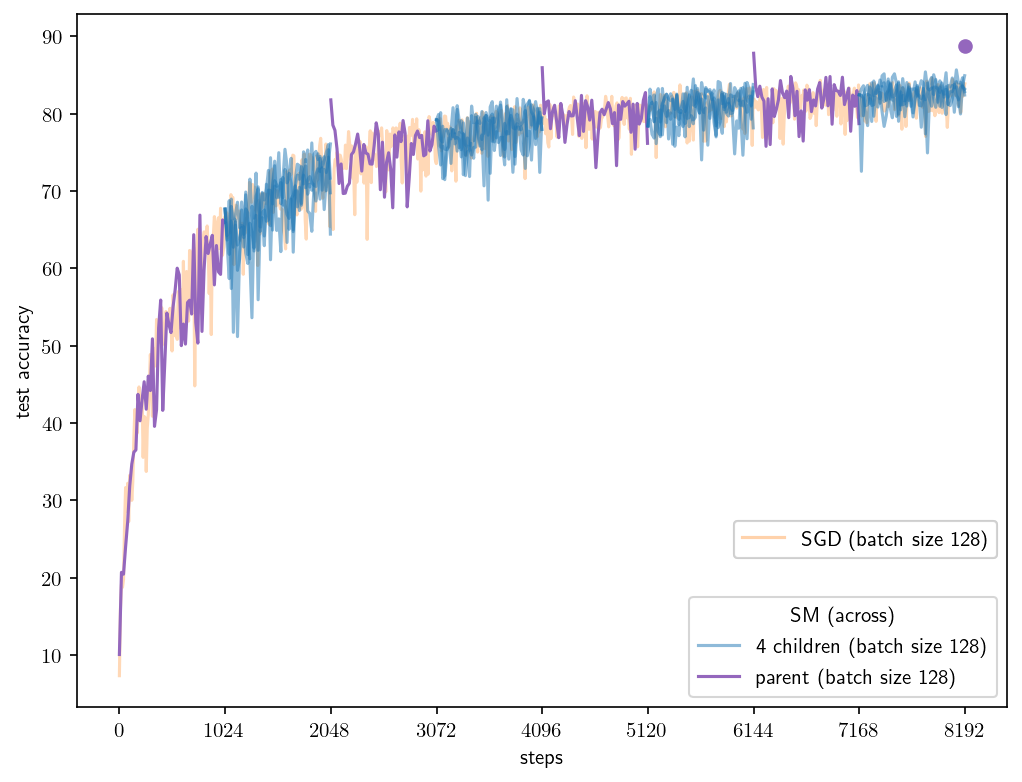 90
80
70
60
50
40
30
20
10
test accuracy
SGD (batch size 128)
SM (across)
4 children (batch size 128)
parent (batch size 128)
0 1024 2048 3072 4096 5120 6144 7168 8192
steps